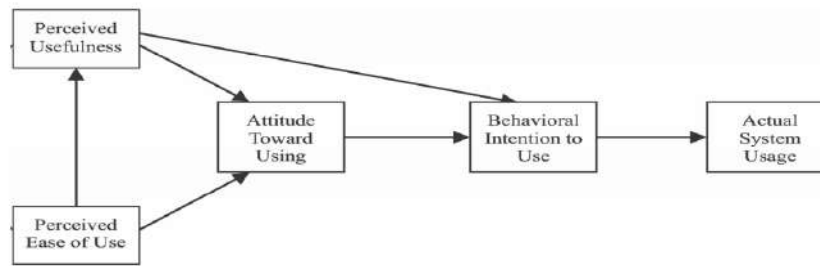 Perceived
Usefulness
Attitude
Toward
Using
Behavioral
Intention to
Use
Actual
System
Usage
Perceived
Ease of Use